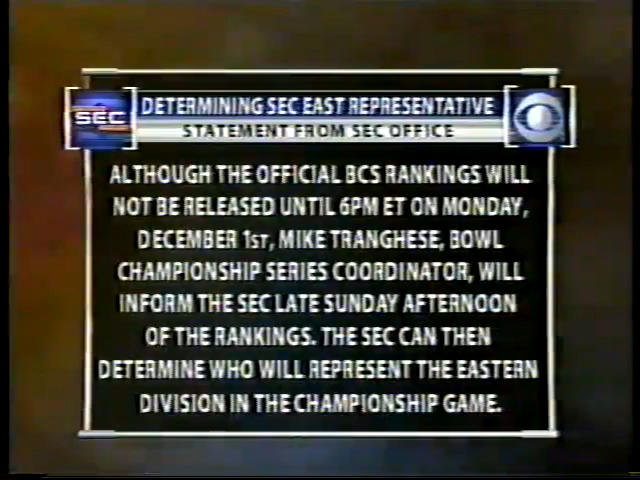 SEC
DETERMINING SEC EAST REPRESENTATIVE
STATEMENT FROM SEC OFFICE
ALTHOUGH THE OFFICIAL BCS RANKINGS WILL
NOT BE RELEASED UNTIL 6PM ET ON MONDAY,
DECEMBER 1ST, MIKE TRANGHESE, BOWL
CHAMPIONSHIP SERIES COORDINATOR, WILL
INFORM THE SEC LATE SUNDAY AFTERNOON
OF THE RANKINGS. THE SEC CAN THEN
DETERMINE WHO WILL REPRESENT THE EASTERN
DIVISION IN THE CHAMPIONSHIP GAME.